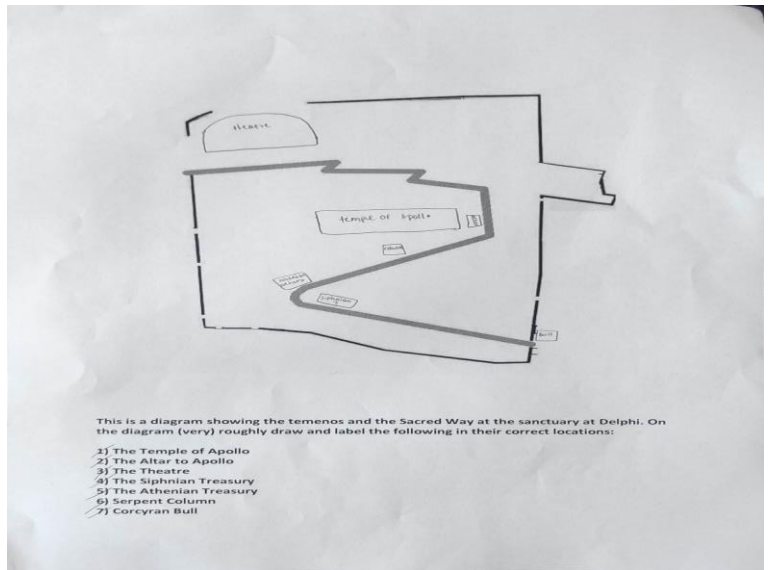 theatre
temple of Apollo
Siphnian
Bull
This is a diagram showing the temenos and the Sacred Way at the sanctuary at Delphi. On
the diagram (very) roughly draw and label the following in their correct locations:
1) The Temple of Apollo
2) The Altar to Apollo
3) The Theatre
4) The Siphnian Treasury
5) The Athenian Treasury
6) Serpent Column
7) Corcyran Bull